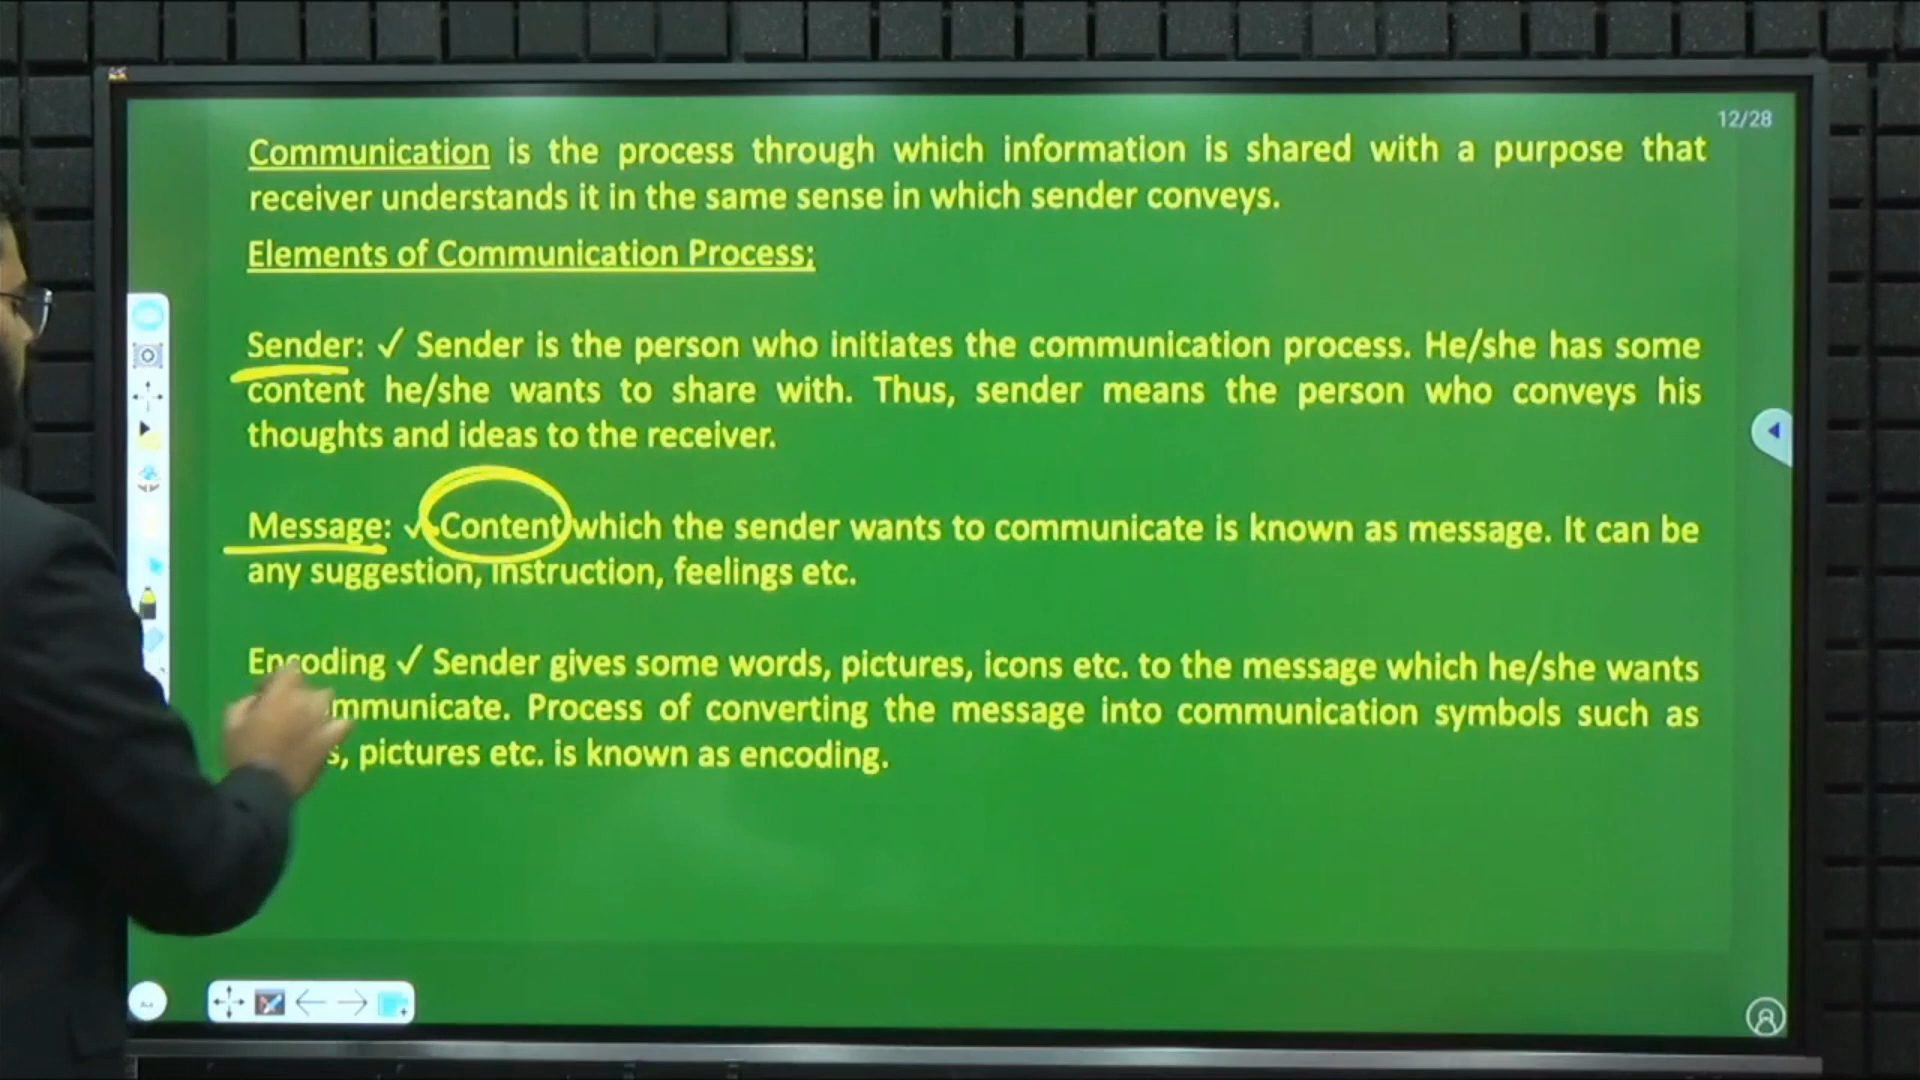 12/28
Communication is the process through which information is shared with a purpose that
receiver understands it in the same sense in which sender conveys.
Elements of Communication Process;
Sender: ✓ Sender is the person who initiates the communication process. He/she has some
content he/she wants to share with. Thus, sender means the person who conveys his
thoughts and ideas to the receiver.
Message: ✓ Content which the sender wants to communicate is known as message. It can be
any suggestion, instruction, feelings etc.
Encoding ✓ Sender gives some words, pictures, icons etc. to the message which he/she wants
mmunicate. Process of converting the message into communication symbols such as
s, pictures etc. is known as encoding.